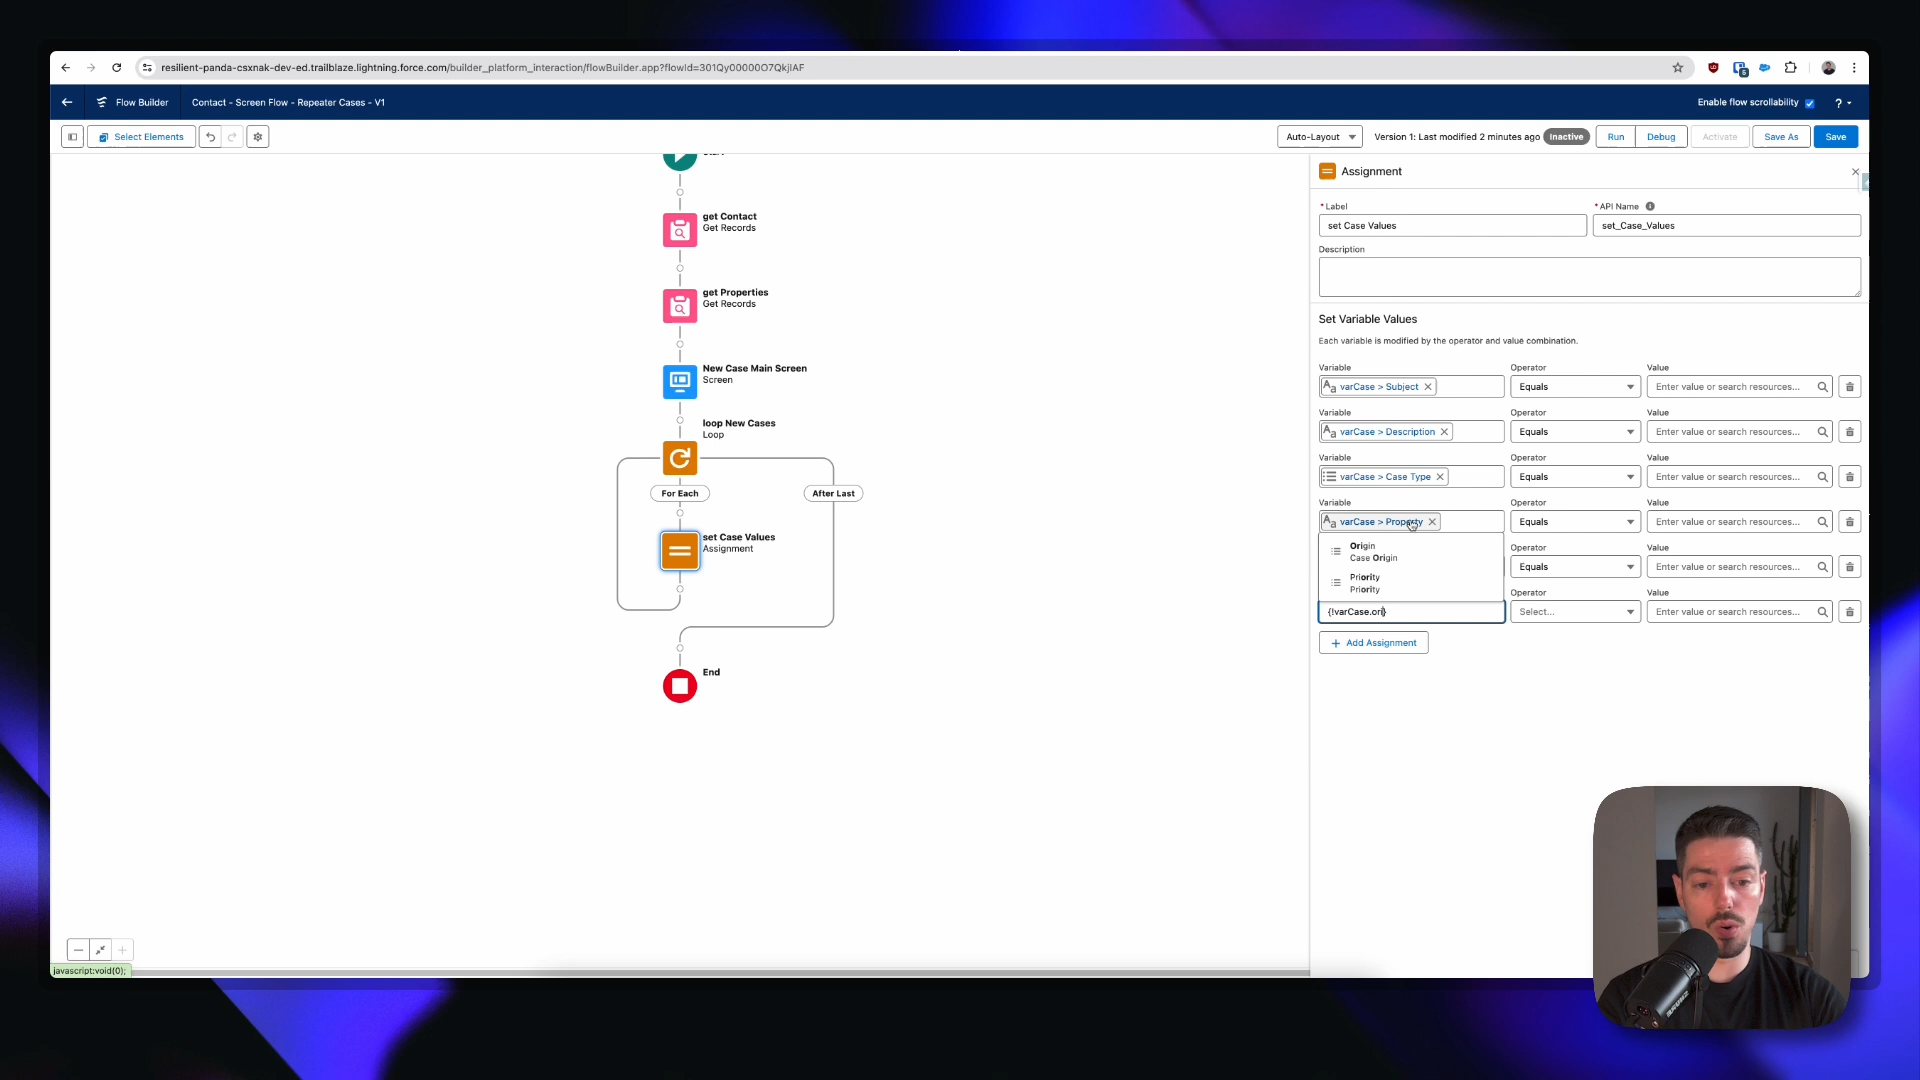 resilient-panda-csxnak-dev-ed.trailblaze.lightning.force.com/builder_platform_interaction/flowBuilder.app?flowId=301Qy00000O7QkjIAF
Flow Builder
Contact - Screen Flow - Repeater Cases - V1
Enable flow scrollability
?
Select Elements
Auto-Layout
Version 1: Last modified 2 minutes ago
Inactive
Run
Debug
Activate
Save As
Save
get Contact
Get Records
get Properties
Get Records
New Case Main Screen
Screen
loop New Cases
Loop
For Each
After Last
set Case Values
Assignment
End
javascript:void(0);
Assignment
* Label
* API Name
set Case Values
set_Case_Values
Description
Set Variable Values
Each variable is modified by the operator and value combination.
Variable Operator Value
varCase > Subject Equals Enter value or search resources...
Variable Operator Value
varCase > Description Equals Enter value or search resources...
Variable Operator Value
varCase > Case Type Equals Enter value or search resources...
Variable Operator Value
varCase > Property Equals Enter value or search resources...
Operator Value
Equals Enter value or search resources...
Origin
Case Origin
Priority
Priority
Operator Value
{!varCase.ori} Select... Enter value or search resources...
+ Add Assignment